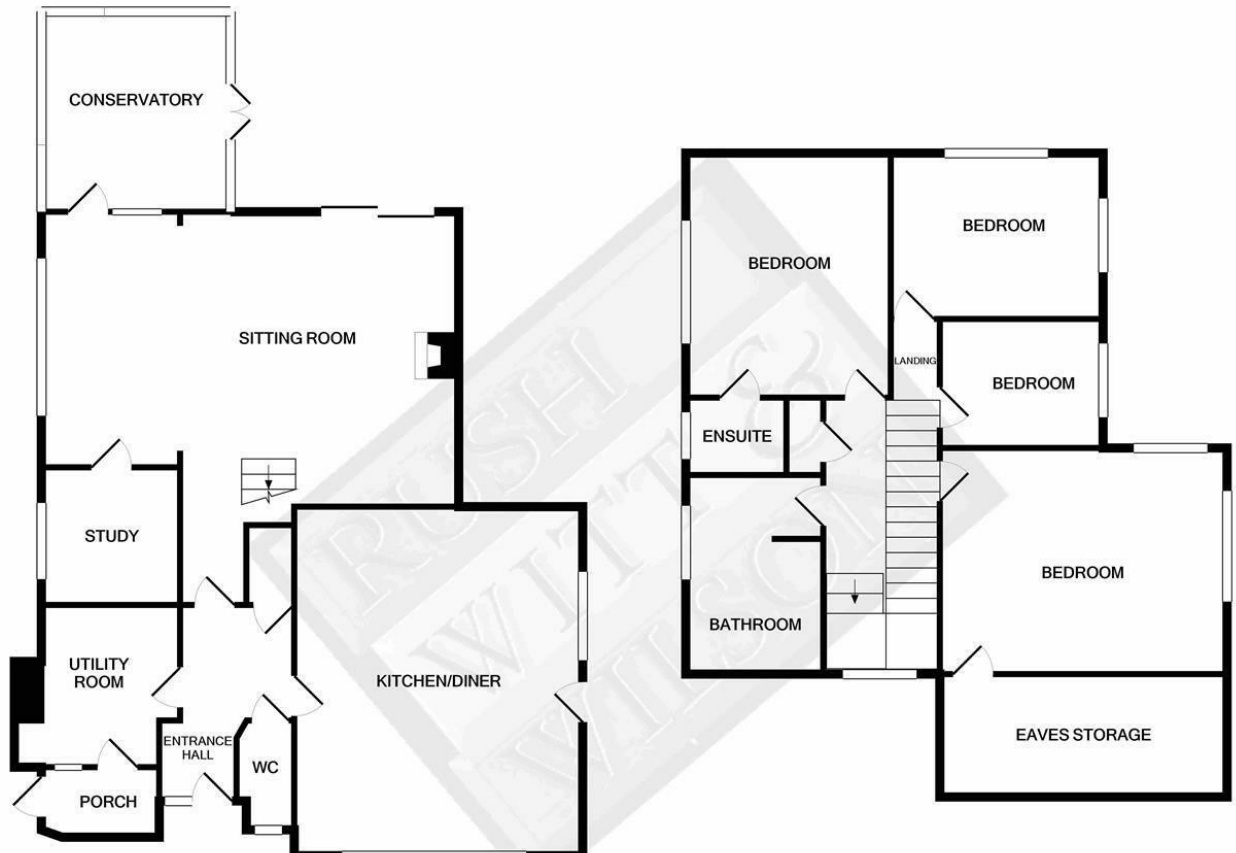 CONSERVATORY
SITTING ROOM
STUDY
UTILITY
ROOM
KITCHEN/DINER
ENTRANCE
HALL
WC
PORCH
BEDROOM
BEDROOM
LANDING
BEDROOM
ENSUITE
BEDROOM
BATHROOM
EAVES STORAGE
RUSH
WITT &
WILSON